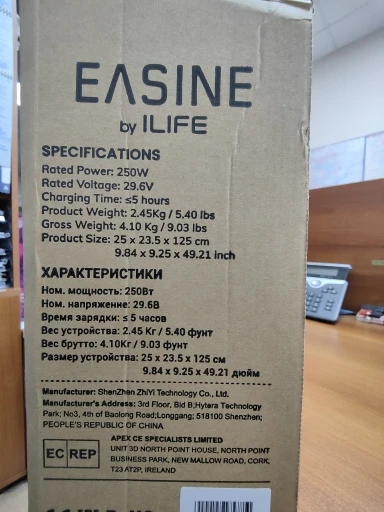 EASINE
by ILIFE
SPECIFICATIONS
Rated Power: 250W
Rated Voltage: 29.6V
Charging Time: ≤5 hours
Product Weight: 2.45Kg / 5.40 lbs
Gross Weight: 4.10 Kg / 9.03 lbs
Product Size: 25 x 23.5 x 125 cm
9.84 x 9.25 x 49.21 inch
ХАРАКТЕРИСТИКИ
Ном. мощность: 250Вт
Ном. напряжение: 29.6В
Время зарядки: ≤ 5 часов
Вес устройства: 2.45 Кг / 5.40 фунт
Вес брутто: 4.10Кг / 9.03 фунт
Размер устройства: 25 x 23.5 x 125 см
9.84 x 9.25 x 49.21 дюйм
Manufacturer: ShenZhen ZhiYi Technology Co., Ltd.
Manufacturer's Address: 3rd Floor, Bld B;Hytera Technology
Park; No3, 4th of Baolong Road;Longgang; 518100 Shenzhen;
PEOPLE'S REPUBLIC OF CHINA
EC REP
APEX CE SPECIALISTS LIMITED
UNIT 3D NORTH POINT HOUSE, NORTH POINT
BUSINESS PARK, NEW MALLOW ROAD, CORK,
T23 AT2P, IRELAND